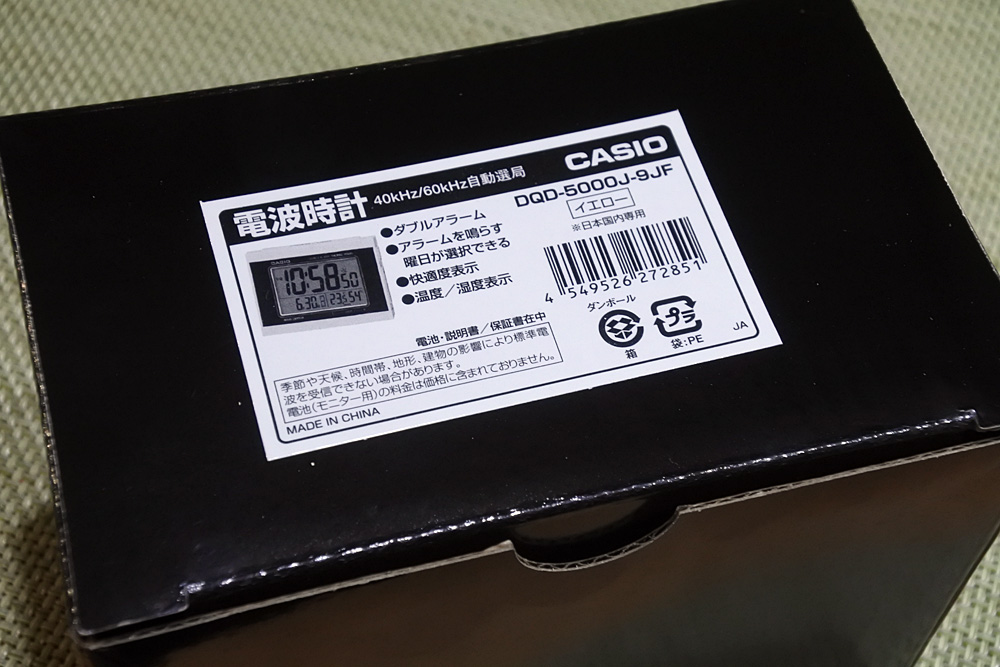 電波時計 40kHz/60kHz自動選局 CASIO
DQD-5000J-9JF
イエロー
※日本国内専用
●ダブルアラーム
●アラームを鳴らす
曜日が選択できる
●快適度表示
●温度/湿度表示
CASIO
10:58 50
6.30 23.5 54
4 549526 272851
ダンボール
箱
プラ
袋:PE
JA
電池・説明書/保証書在中
季節や天候、時間帯、地形、建物の影響により標準電
波を受信できない場合があります。
電池(モニター用)の料金は価格に含まれておりません。
MADE IN CHINA